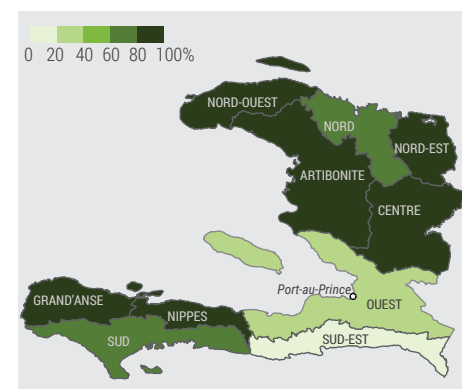 0 20 40 60 80 100%
NORD-OUEST
NORD
NORD-EST
ARTIBONITE
CENTRE
Port-au-Prince
GRAND'ANSE
OUEST
NIPPES
SUD
SUD-EST